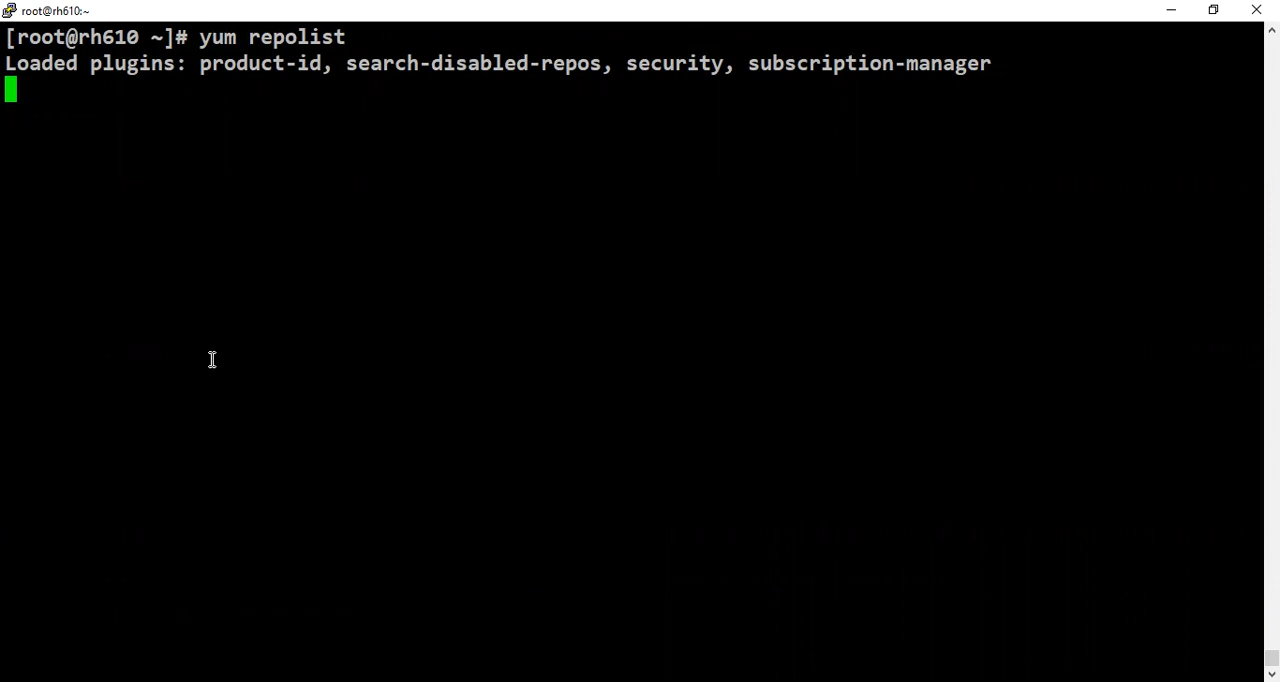 root@rh610:~
[root@rh610 ~]# yum repolist
Loaded plugins: product-id, search-disabled-repos, security, subscription-manager